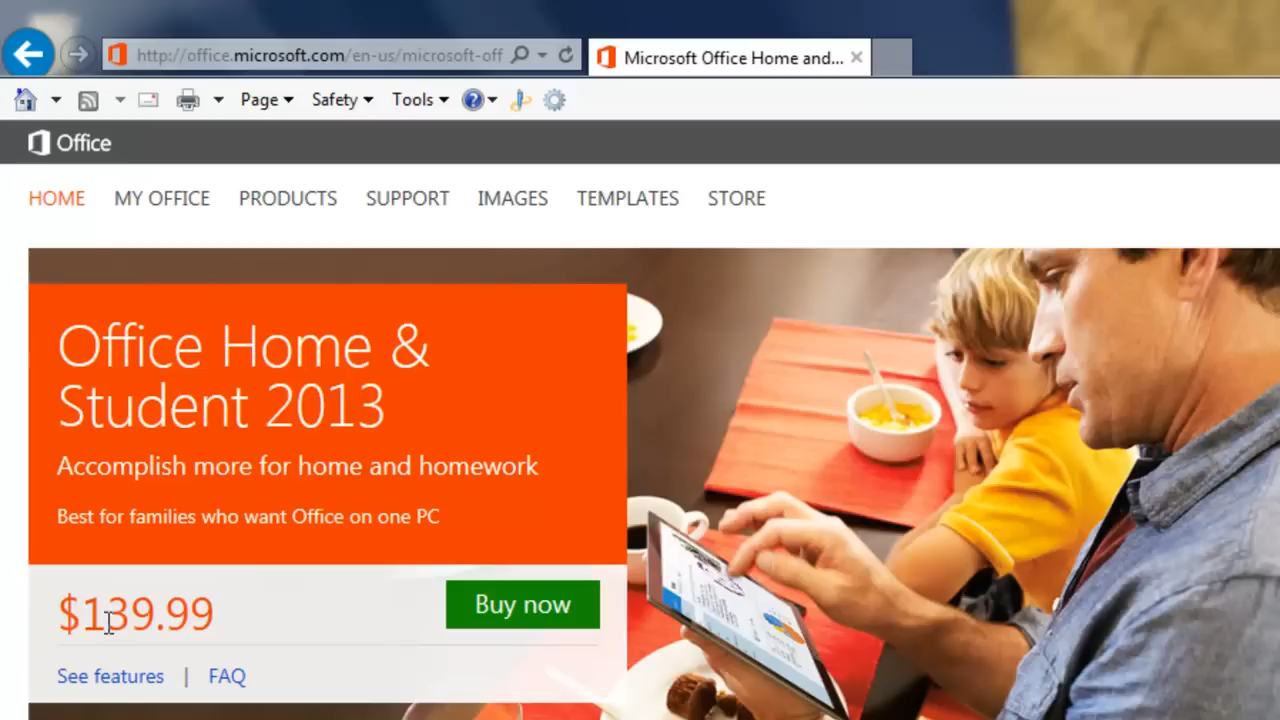 http://office.microsoft.com/en-us/microsoft-off
Microsoft Office Home and...
Page
Safety
Tools
Office
HOME MY OFFICE PRODUCTS SUPPORT IMAGES TEMPLATES STORE
Office Home &
Student 2013
Accomplish more for home and homework
Best for families who want Office on one PC
$139.99
Buy now
See features | FAQ